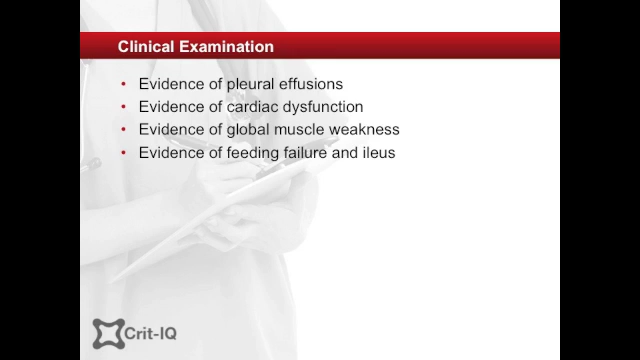 Clinical Examination
• Evidence of pleural effusions
• Evidence of cardiac dysfunction
• Evidence of global muscle weakness
• Evidence of feeding failure and ileus
Crit-IQ